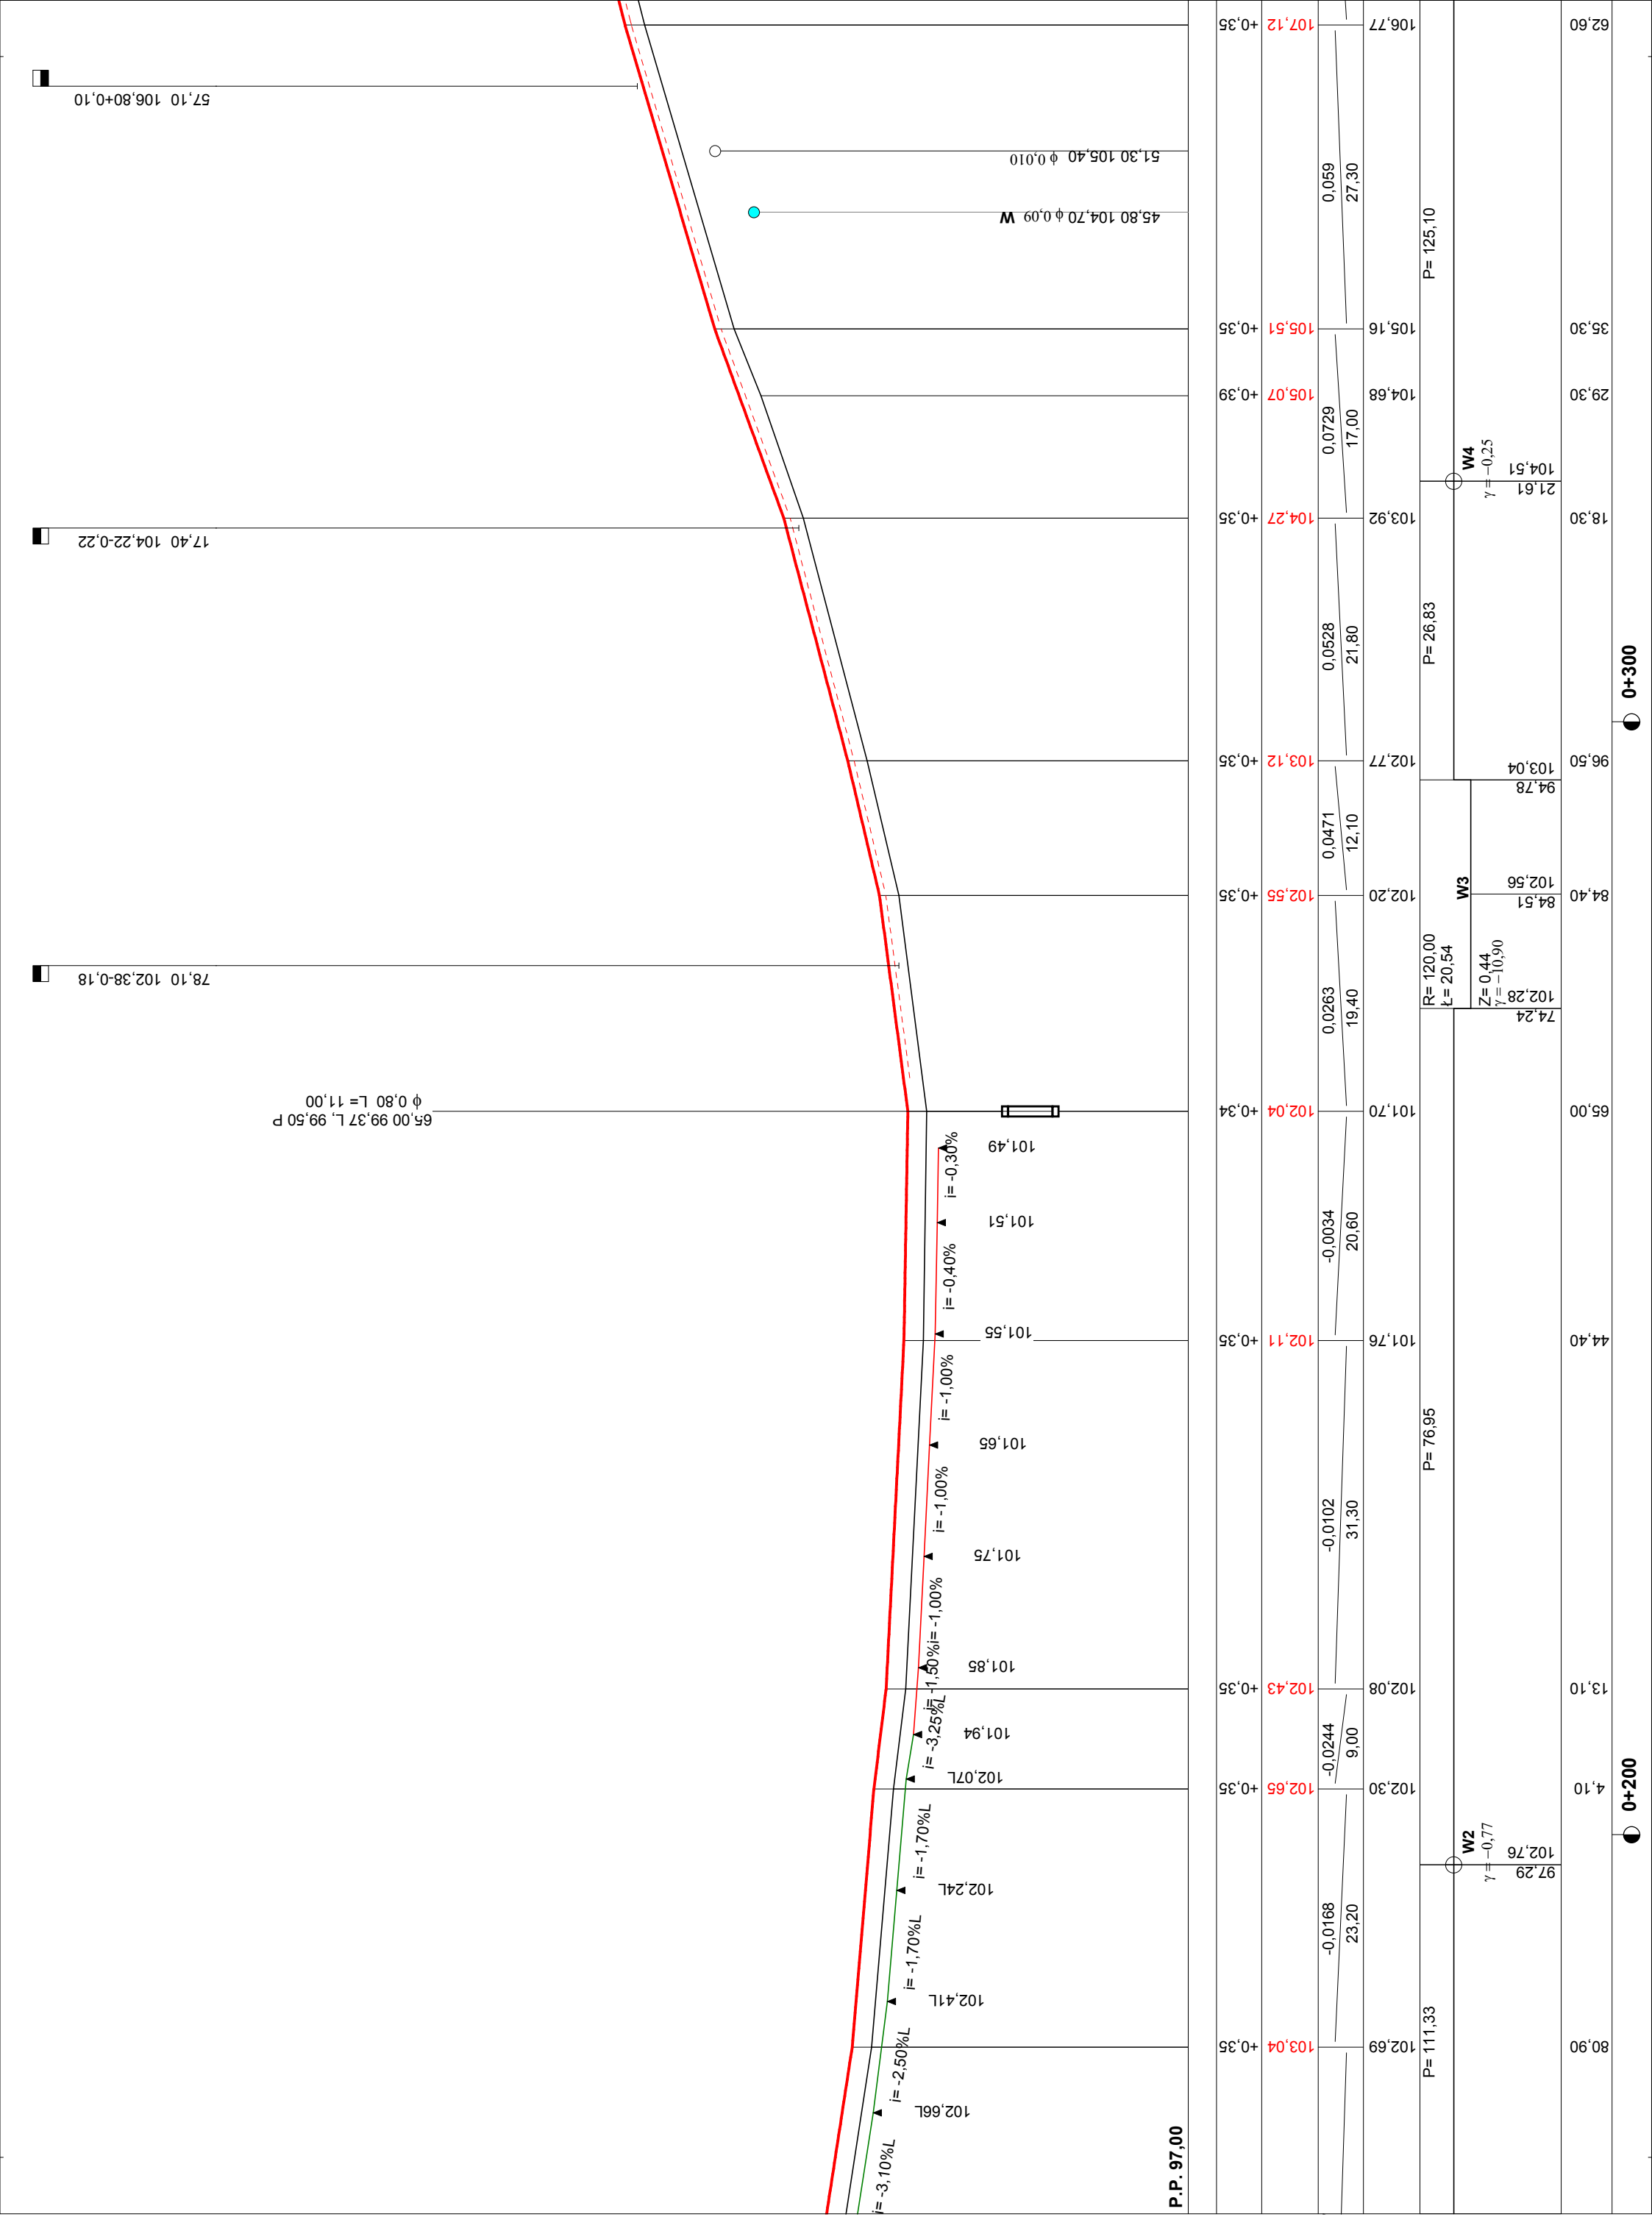 57,10 106,80+0,10
17,40 104,22-0,22
78,10 102,38-0,18
65,00 99,37 L, 99,50 P
ϕ 0,80 L= 11,00
51,30 105,40 ϕ 0,010
45,80 104,70 ϕ 0,09 W
i= -3,10%L
102,66L
i= -2,50%L
102,41L
i= -1,70%L
102,24L
i= -1,70%L
102,07L
i= -3,25%L
101,94
i= -1,50%
101,85
i= -1,00%
101,75
i= -1,00%
101,65
i= -1,00%
101,55
i= -0,40%
101,51
i= -0,30%
101,49
P.P. 97,00
+0,35 +0,35 +0,35 +0,35 +0,34 +0,35 +0,35 +0,35 +0,39 +0,35 +0,35
103,04 102,65 102,43 102,11 102,04 102,55 103,12 104,27 105,07 105,51 107,12
-0,0168 -0,0244 -0,0102 -0,0034 0,0263 0,0471 0,0528 0,0729 0,059
23,20 9,00 31,30 20,60 19,40 12,10 21,80 17,00 27,30
102,69 102,30 102,08 101,76 101,70 102,20 102,77 103,92 104,68 105,16 106,77
P= 111,33 P= 76,95 R= 120,00 P= 26,83 P= 125,10
Ł= 20,54
W2 W3 W4
Z= 0,44
γ = −0,77 γ = −10,90 γ = −0,25
102,76 102,28 102,56 103,04 104,51
97,29 74,24 84,51 94,78 21,61
80,90 4,10 13,10 44,40 65,00 84,40 96,50 18,30 29,30 35,30 62,60
0+200 0+300